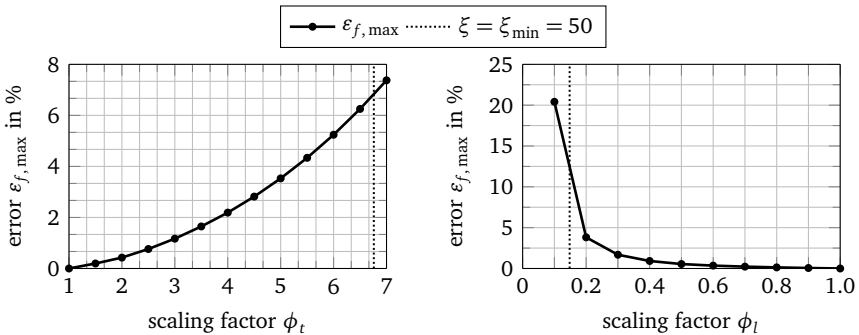 ε_{f,max} ξ = ξ_min = 50
error ε_{f,max} in %
8
6
4
2
0
1 2 3 4 5 6 7
scaling factor ϕ_t
error ε_{f,max} in %
25
20
15
10
5
0
0 0.2 0.4 0.6 0.8 1.0
scaling factor ϕ_l